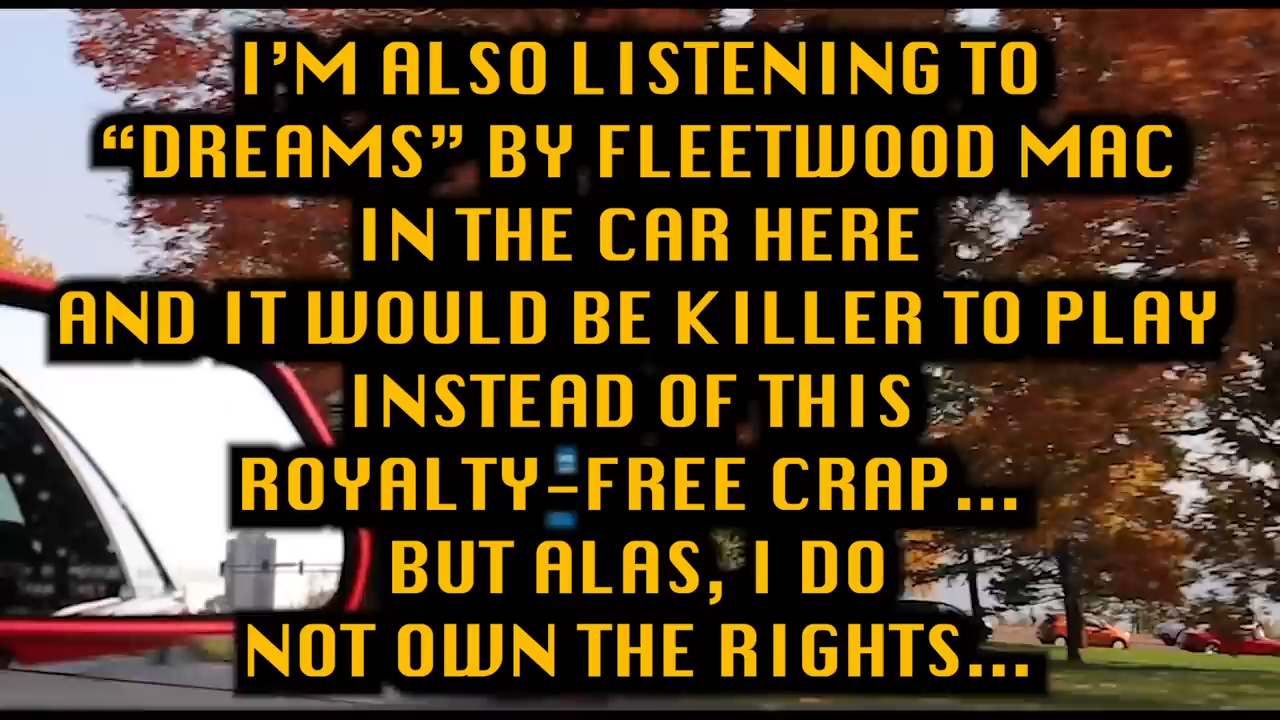 I’M ALSO LISTENING TO
“DREAMS” BY FLEETWOOD MAC
IN THE CAR HERE
AND IT WOULD BE KILLER TO PLAY
INSTEAD OF THIS
ROYALTY-FREE CRAP...
BUT ALAS, I DO
NOT OWN THE RIGHTS...